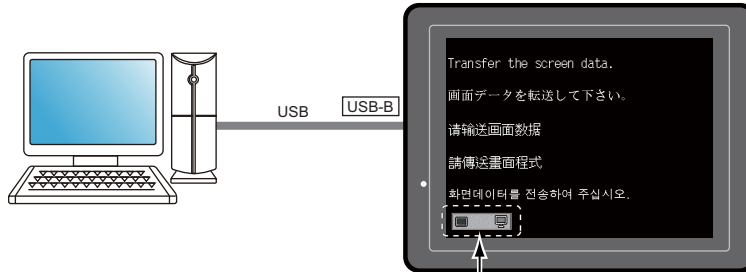 USB
USB-B
Transfer the screen data.
画面データを転送して下さい。
请输送画面数据
請傳送畫面程式
화면데이터를 전송하여 주십시오.